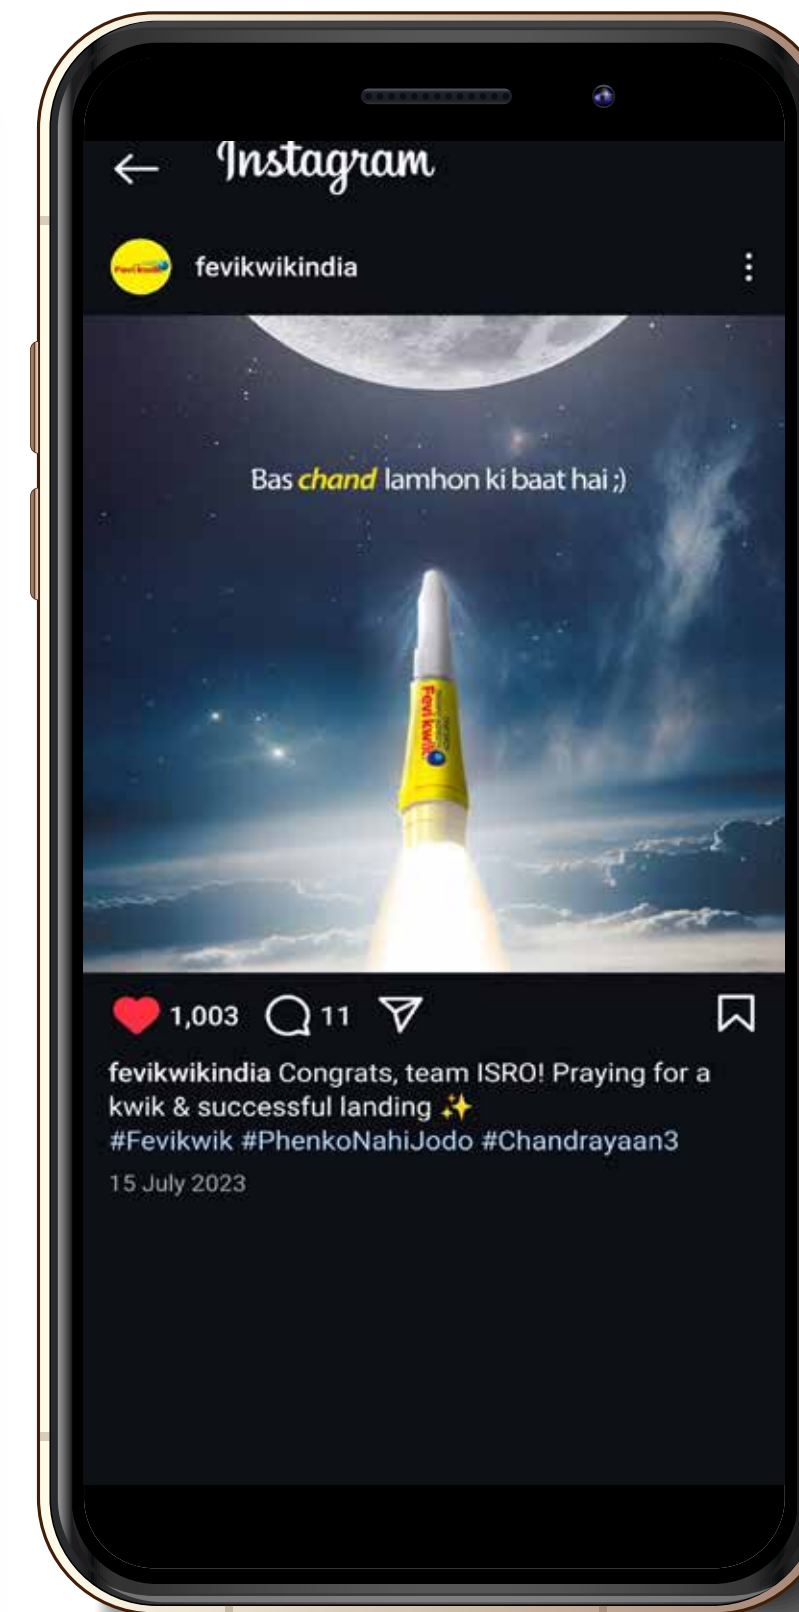 Instagram
fevikwikindia
Bas chand lamhon ki baat hai ;)
Fevikwik
1,003 11
fevikwikindia Congrats, team ISRO! Praying for a
kwik & successful landing ✨
#Fevikwik #PhenkoNahiJodo #Chandrayaan3
15 July 2023